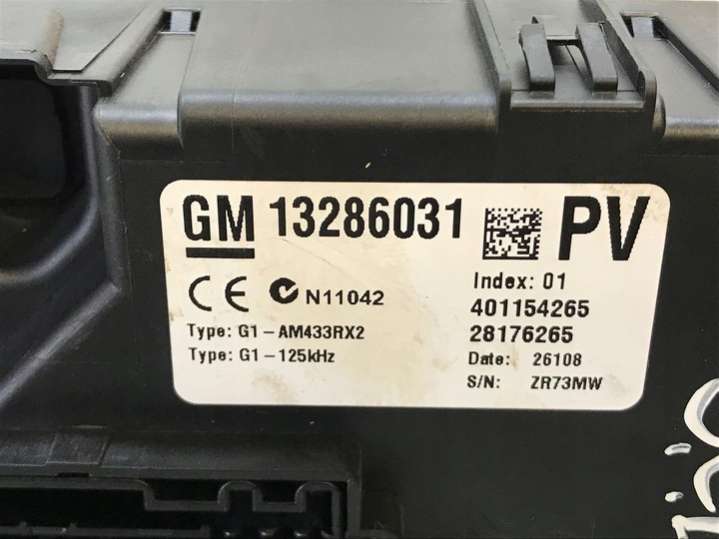 GM 13286031 PV
CE N11042
Index: 01
401154265
28176265
Type: G1-AM433RX2
Type: G1-125kHz
Date: 26108
S/N: ZR73MW